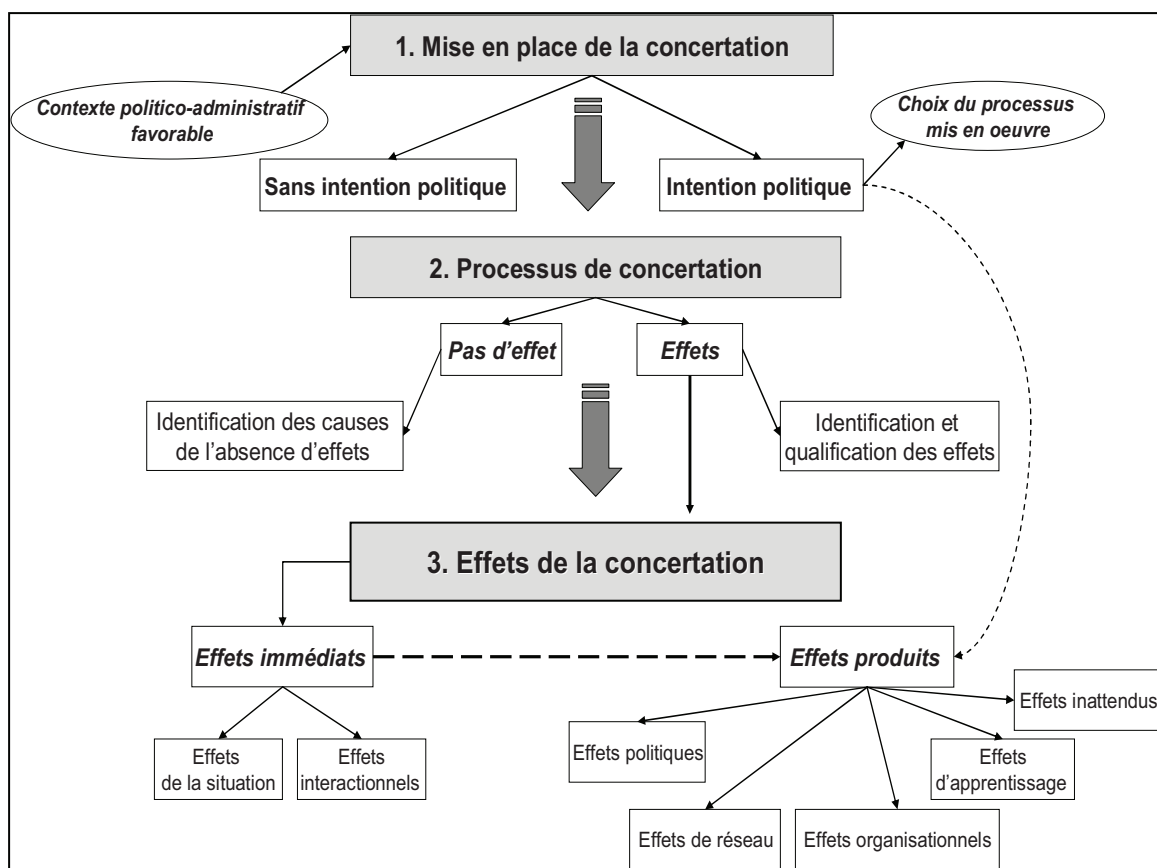 1. Mise en place de la concertation
Contexte politico-administratif
favorable
Choix du processus
mis en oeuvre
Sans intention politique
Intention politique
2. Processus de concertation
Pas d'effet
Effets
Identification des causes
de l'absence d'effets
Identification et
qualification des effets
3. Effets de la concertation
Effets immédiats
Effets produits
Effets inattendus
Effets
de la situation
Effets
interactionnels
Effets politiques
Effets
d'apprentissage
Effets de réseau
Effets organisationnels